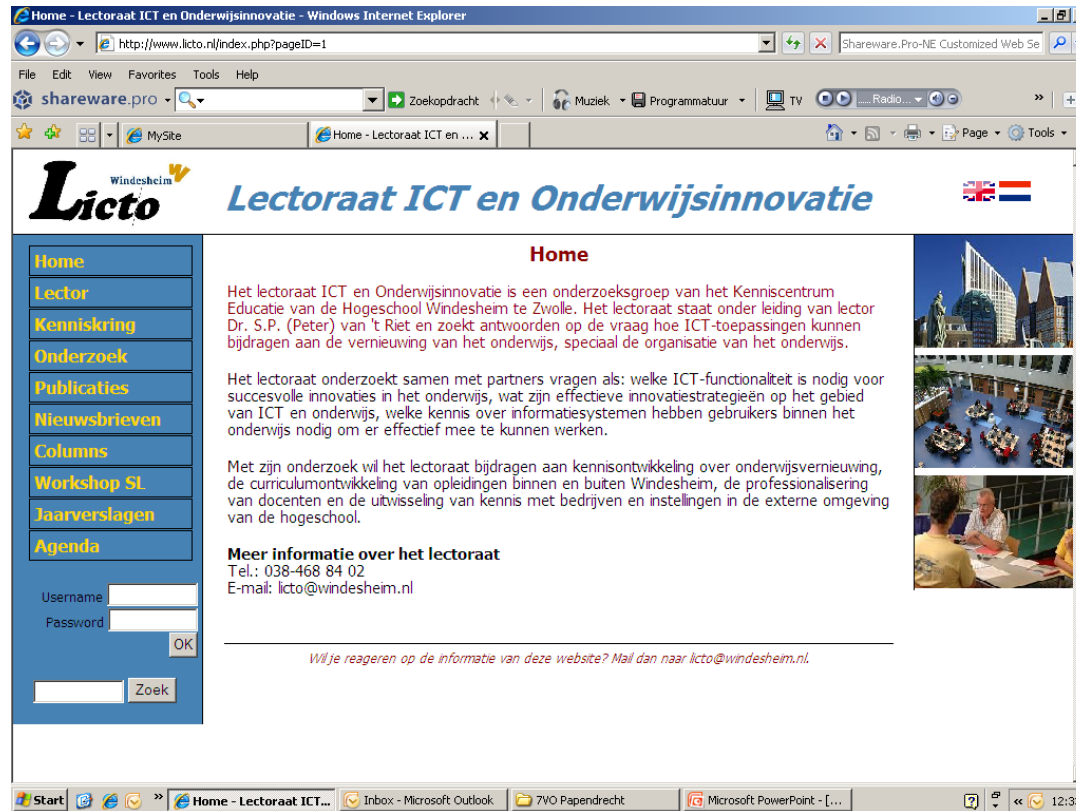 Home - Lectoraat ICT en Onderwijsinnovatie - Windows Internet Explorer
http://www.licto.nl/index.php?pageID=1
Shareware.Pro-NE Customized Web Se
File Edit View Favorites Tools Help
shareware.pro Zoekopdracht Muziek Programmatuur TV ....Radio... »
MySite Home - Lectoraat ICT en ... Page Tools
Windesheim
Licto
Lectoraat ICT en Onderwijsinnovatie
Home
Lector
Kenniskring
Onderzoek
Publicaties
Nieuwsbrieven
Columns
Workshop SL
Jaarverslagen
Agenda
Username
Password
OK
Zoek
Home
Het lectoraat ICT en Onderwijsinnovatie is een onderzoeksgroep van het Kenniscentrum
Educatie van de Hogeschool Windesheim te Zwolle. Het lectoraat staat onder leiding van lector
Dr. S.P. (Peter) van 't Riet en zoekt antwoorden op de vraag hoe ICT-toepassingen kunnen
bijdragen aan de vernieuwing van het onderwijs, speciaal de organisatie van het onderwijs.
Het lectoraat onderzoekt samen met partners vragen als: welke ICT-functionaliteit is nodig voor
succesvolle innovaties in het onderwijs, wat zijn effectieve innovatiestrategieën op het gebied
van ICT en onderwijs, welke kennis over informatiesystemen hebben gebruikers binnen het
onderwijs nodig om er effectief mee te kunnen werken.
Met zijn onderzoek wil het lectoraat bijdragen aan kennisontwikkeling over onderwijsvernieuwing,
de curriculumontwikkeling van opleidingen binnen en buiten Windesheim, de professionalisering
van docenten en de uitwisseling van kennis met bedrijven en instellingen in de externe omgeving
van de hogeschool.
Meer informatie over het lectoraat
Tel.: 038-468 84 02
E-mail: licto@windesheim.nl
Wil je reageren op de informatie van deze website? Mail dan naar licto@windesheim.nl.
Start » Home - Lectoraat ICT... Inbox - Microsoft Outlook 7VO Papendrecht Microsoft PowerPoint - [... « 12:3